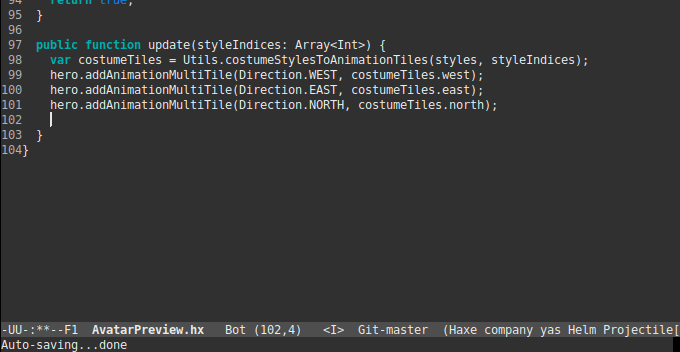 94    return true;
95  }
96
97  public function update(styleIndices: Array<Int>) {
98    var costumeTiles = Utils.costumeStylesToAnimationTiles(styles, styleIndices);
99    hero.addAnimationMultiTile(Direction.WEST, costumeTiles.west);
100    hero.addAnimationMultiTile(Direction.EAST, costumeTiles.east);
101    hero.addAnimationMultiTile(Direction.NORTH, costumeTiles.north);
102
103  }
104}
-UU-:**--F1  AvatarPreview.hx   Bot (102,4)   <I>  Git-master  (Haxe company yas Helm Projectile[
Auto-saving...done